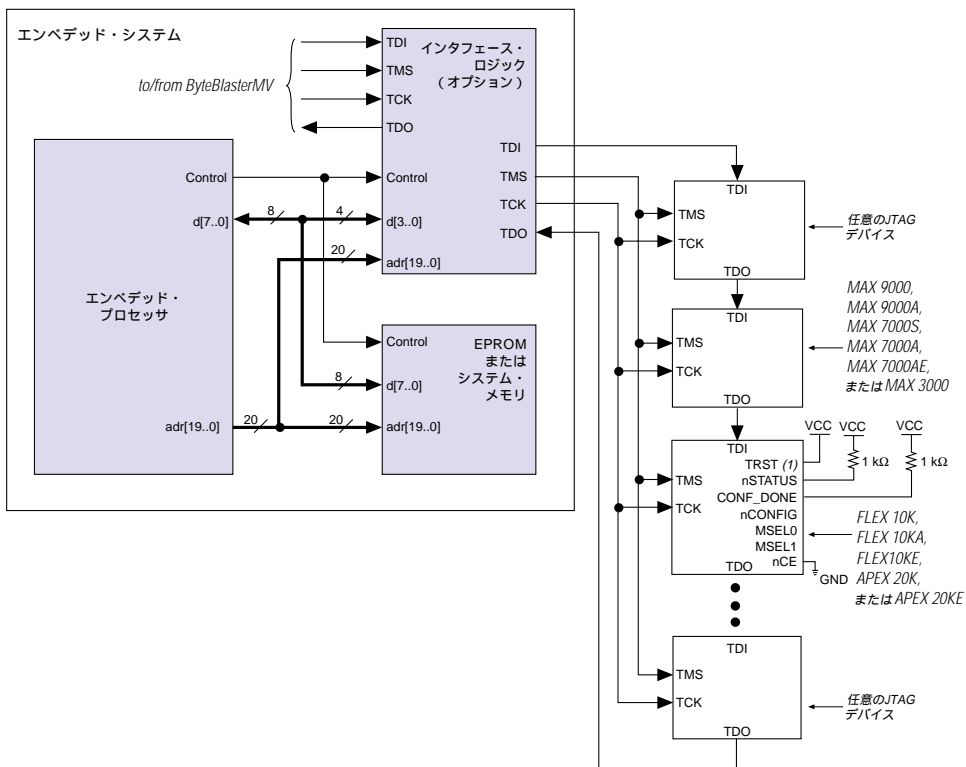 エンベデッド・システム
to/from ByteBlasterMV
TDI
TMS
TCK
TDO
インタフェース・
ロジック
(オプション)
TDI
TMS
TCK
TDO
Control
d[3..0]
adr[19..0]
Control
d[7..0]
エンベデッド・
プロセッサ
adr[19..0]
8
4
20
8
20
20
Control
d[7..0]
adr[19..0]
EPROM
または
システム・
メモリ
TDI
TMS
TCK
TDO
任意のJTAG
デバイス
TDI
TMS
TCK
TDO
MAX 9000,
MAX 9000A,
MAX 7000S,
MAX 7000A,
MAX 7000AE,
または MAX 3000
VCC
VCC
VCC
1 kΩ
1 kΩ
TDI
TRST (1)
nSTATUS
CONF_DONE
nCONFIG
MSEL0
MSEL1
nCE
TMS
TCK
TDO
GND
FLEX 10K,
FLEX 10KA,
FLEX10KE,
APEX 20K,
または APEX 20KE
TDI
TMS
TCK
TDO
任意のJTAG
デバイス